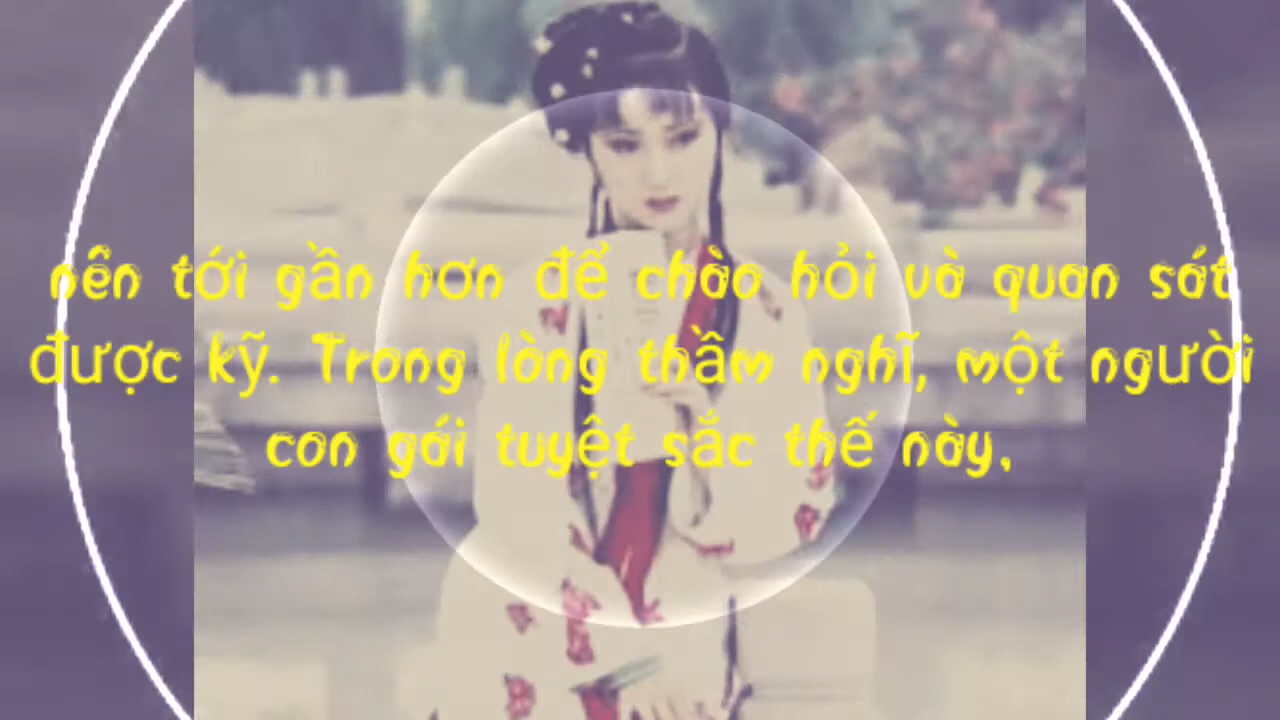 nên tới gần hơn để chào hỏi và quan sát
được kỹ. Trong lòng thầm nghĩ, một người
con gái tuyệt sắc thế này,